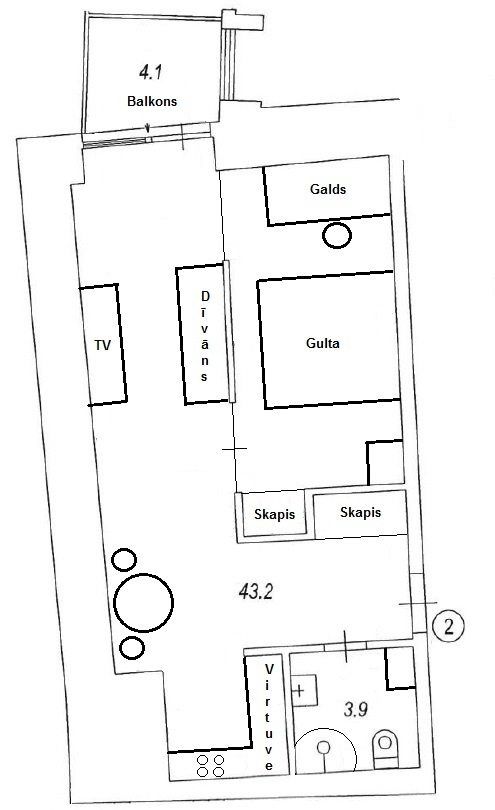 4.1
Balkons
Galds
Dīvāns
TV
Gulta
Skapis
Skapis
43.2
2
Virtuve
3.9